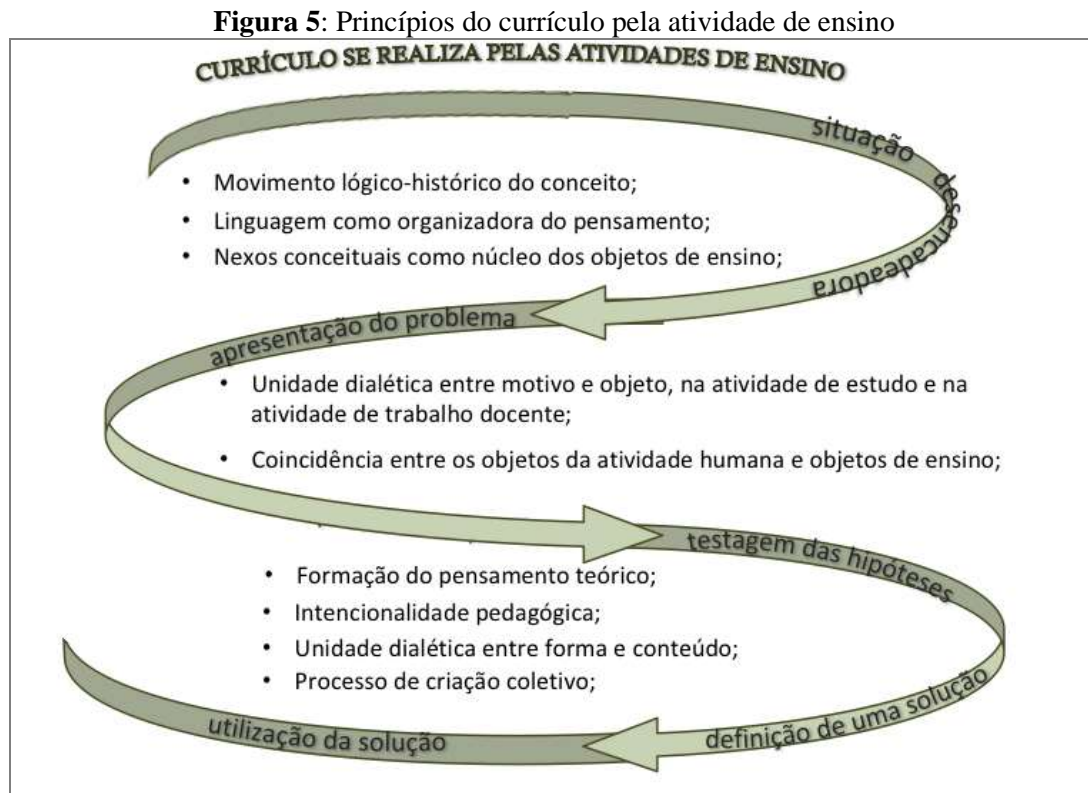 Figura 5: Princípios do currículo pela atividade de ensino
CURRÍCULO SE REALIZA PELAS ATIVIDADES DE ENSINO
situação desencadeadora
• Movimento lógico-histórico do conceito;
• Linguagem como organizadora do pensamento;
• Nexos conceituais como núcleo dos objetos de ensino;
apresentação do problema
• Unidade dialética entre motivo e objeto, na atividade de estudo e na
atividade de trabalho docente;
• Coincidência entre os objetos da atividade humana e objetos de ensino;
testagem das hipóteses
• Formação do pensamento teórico;
• Intencionalidade pedagógica;
• Unidade dialética entre forma e conteúdo;
• Processo de criação coletivo;
definição de uma solução
utilização da solução